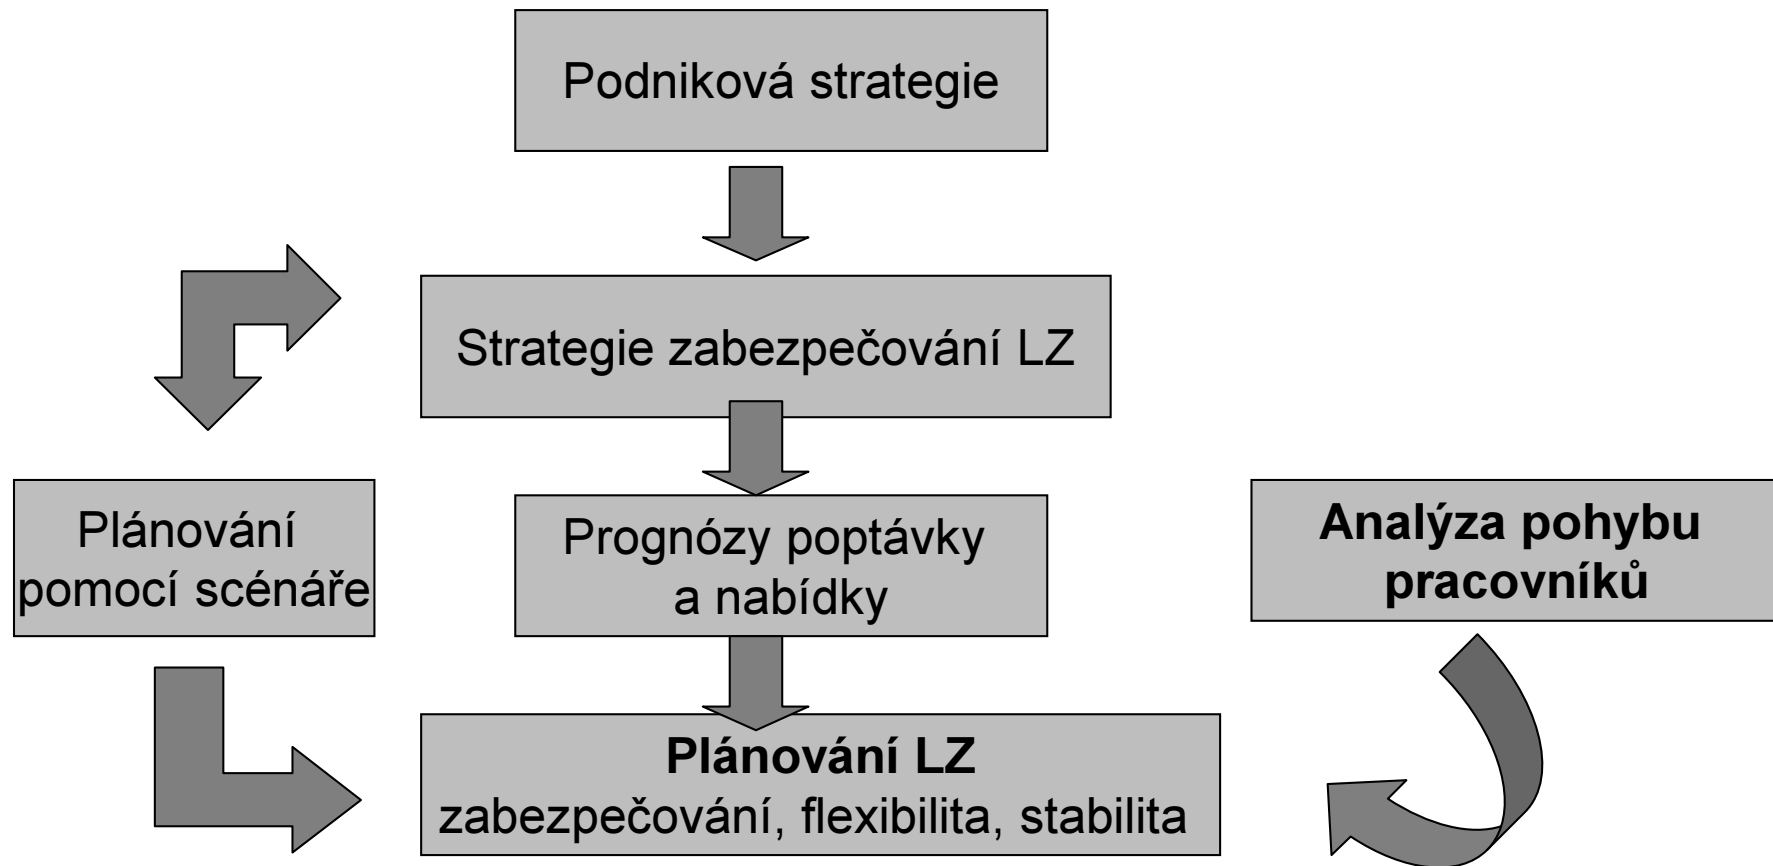 Podniková strategie
Strategie zabezpečování LZ
Plánování
pomocí scénáře
Prognózy poptávky
a nabídky
Analýza pohybu
pracovníků
Plánování LZ
zabezpečování, flexibilita, stabilita